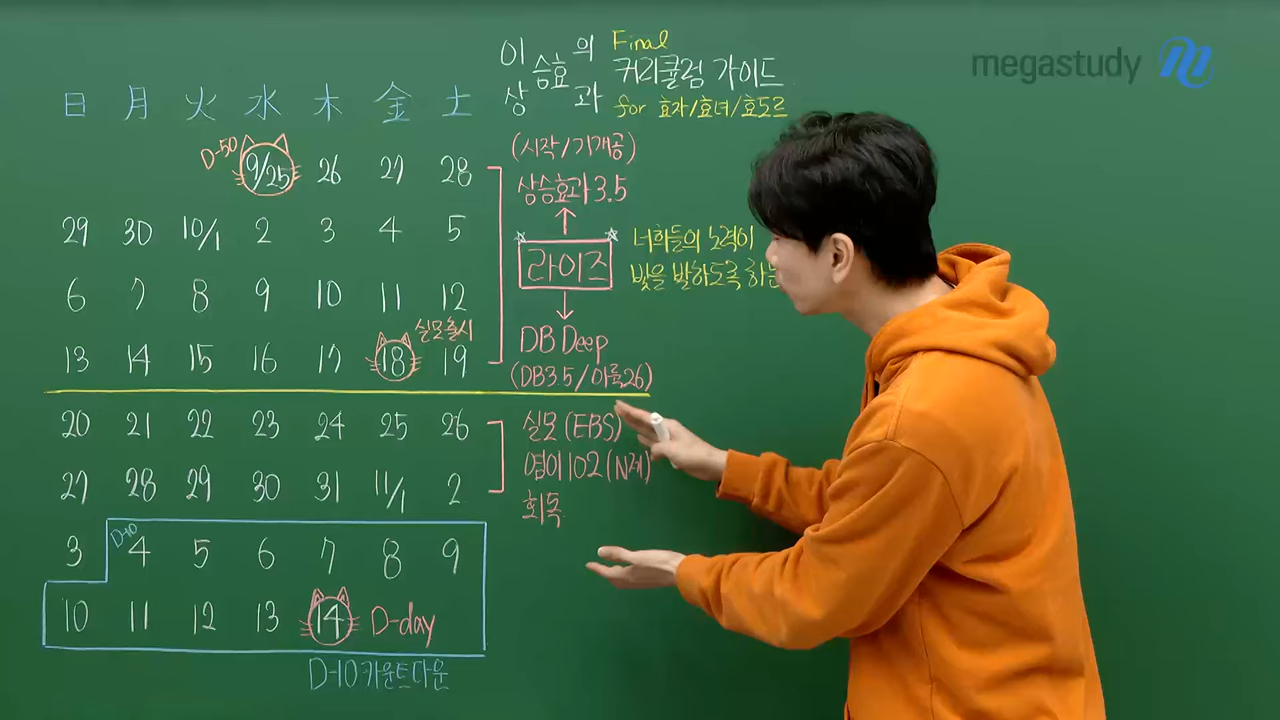 이승효의 Final
상과 커리큘럼 가이드
for 효자/효녀/효도르
megastudy
日 月 火 水 木 金 土
D-50 9/25 26 27 28
29 30 10/1 2 3 4 5
6 7 8 9 10 11 12
실모출시
13 14 15 16 17 18 19
20 21 22 23 24 25 26
27 28 29 30 31 11/1 2
D-10
3 4 5 6 7 8 9
10 11 12 13 14 D-day
D-10 카운트다운
(시작/기개공)
상승효과 3.5
라이즈
너희들의 노력이
빛을 발하도록 하는
DB Deep
(DB3.5/아름26)
실모 (EBS)
102 (N제)
회독